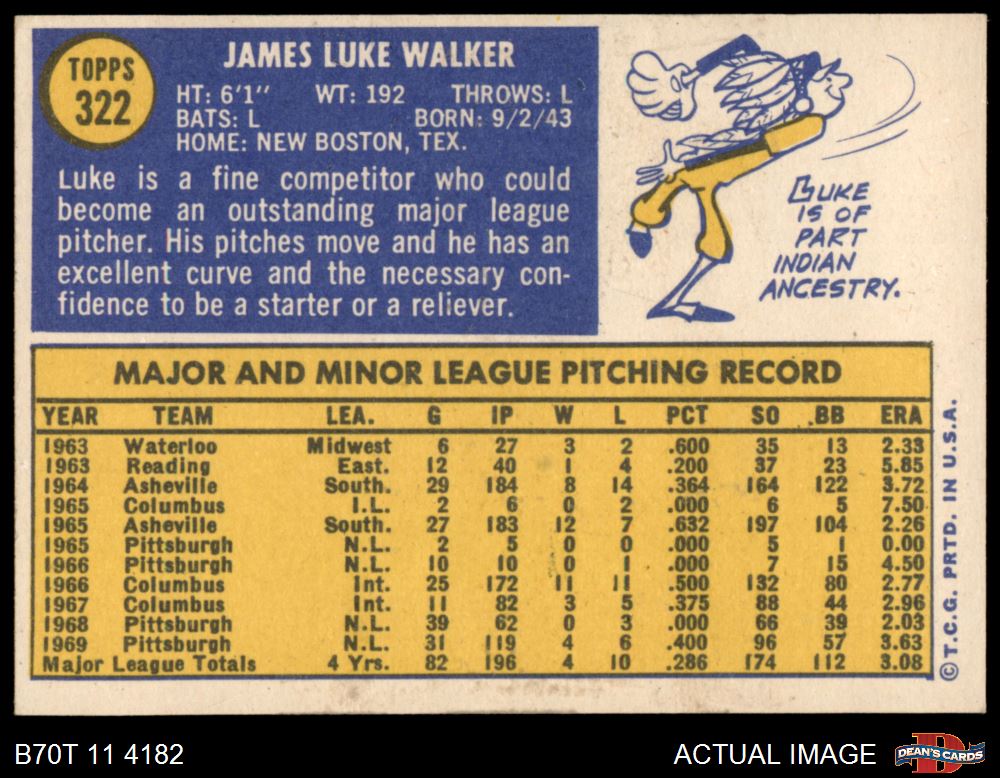 TOPPS
322
JAMES LUKE WALKER
HT: 6'1" WT: 192 THROWS: L
BATS: L BORN: 9/2/43
HOME: NEW BOSTON, TEX.
Luke is a fine competitor who could
become an outstanding major league
pitcher. His pitches move and he has an
excellent curve and the necessary con-
fidence to be a starter or a reliever.
LUKE
IS OF
PART
INDIAN
ANCESTRY.
MAJOR AND MINOR LEAGUE PITCHING RECORD
YEAR TEAM LEA. G IP W L PCT SO BB ERA
1963 Waterloo Midwest 6 27 3 2 .600 35 13 2.33
1963 Reading East. 12 40 1 4 .200 37 23 5.85
1964 Asheville South. 29 184 8 14 .364 164 122 3.72
1965 Columbus I.L. 2 6 0 2 .000 6 5 7.50
1965 Asheville South. 27 183 12 7 .632 197 104 2.26
1965 Pittsburgh N.L. 2 5 0 0 .000 5 1 0.00
1966 Pittsburgh N.L. 10 10 0 1 .000 7 15 4.50
1966 Columbus Int. 25 172 11 11 .500 132 80 2.77
1967 Columbus Int. 11 82 3 5 .375 88 44 2.96
1968 Pittsburgh N.L. 39 62 0 3 .000 66 39 2.03
1969 Pittsburgh N.L. 31 119 4 6 .400 96 57 3.63
Major League Totals 4 Yrs. 82 196 4 10 .286 174 112 3.08
©T.C.G. PRTD. IN U.S.A.
B70T 11 4182
ACTUAL IMAGE
DEAN'S CARDS